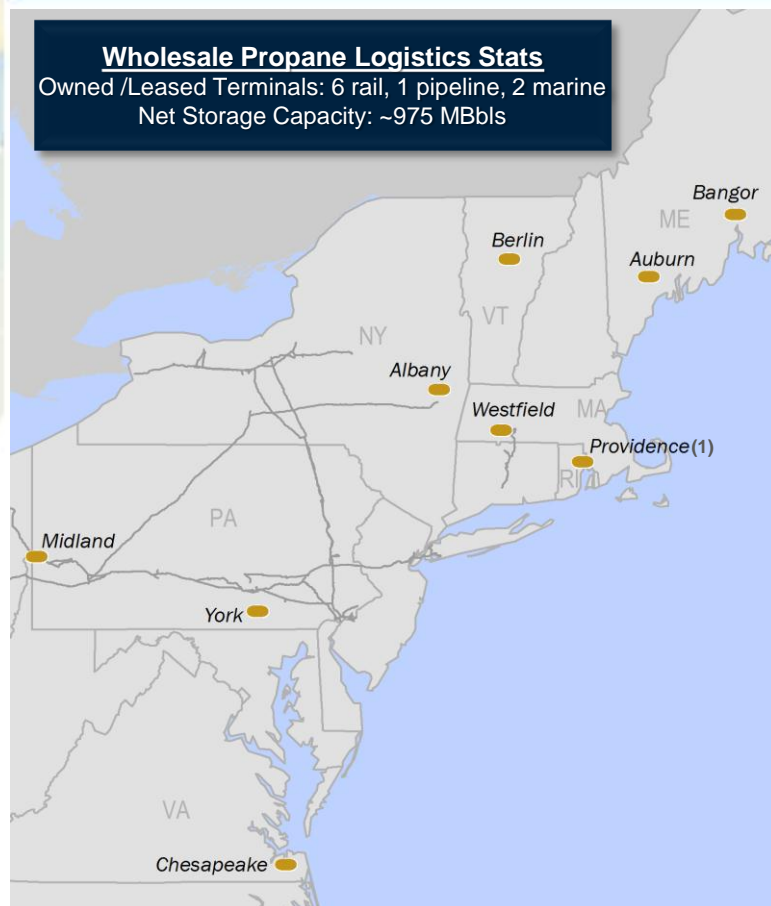 Wholesale Propane Logistics Stats
Owned /Leased Terminals: 6 rail, 1 pipeline, 2 marine
Net Storage Capacity: ~975 MBbls
Bangor
ME
Berlin
Auburn
VT
NY
Albany
Westfield
MA
Providence(1)
RI
PA
Midland
York
VA
Chesapeake